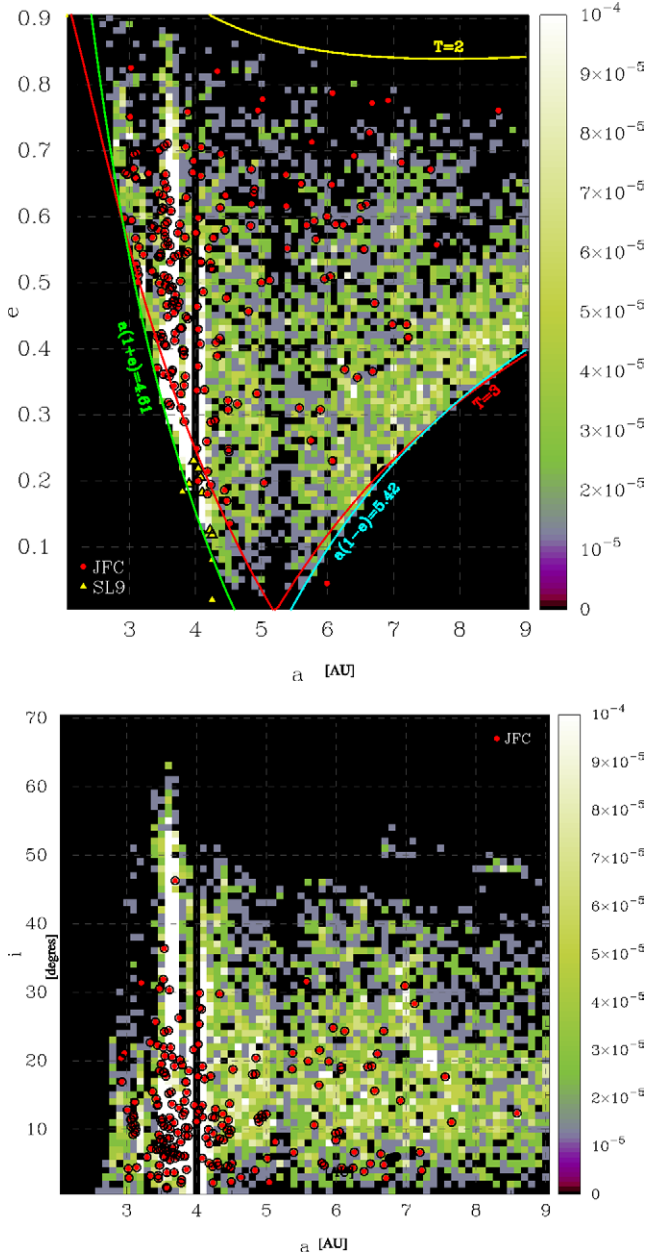 0.9
0.8
0.7
0.6
0.5
0.4
0.3
0.2
0.1
e
T=2
a(1+e)=4.61
T=3
a(1−e)=5.42
JFC
SL9
3 4 5 6 7 8 9
a [AU]
10⁻⁴
9×10⁻⁵
8×10⁻⁵
7×10⁻⁵
6×10⁻⁵
5×10⁻⁵
4×10⁻⁵
3×10⁻⁵
2×10⁻⁵
10⁻⁵
0
70
60
50
40
30
20
10
i
[degres]
JFC
3 4 5 6 7 8 9
a [AU]
10⁻⁴
9×10⁻⁵
8×10⁻⁵
7×10⁻⁵
6×10⁻⁵
5×10⁻⁵
4×10⁻⁵
3×10⁻⁵
2×10⁻⁵
10⁻⁵
0